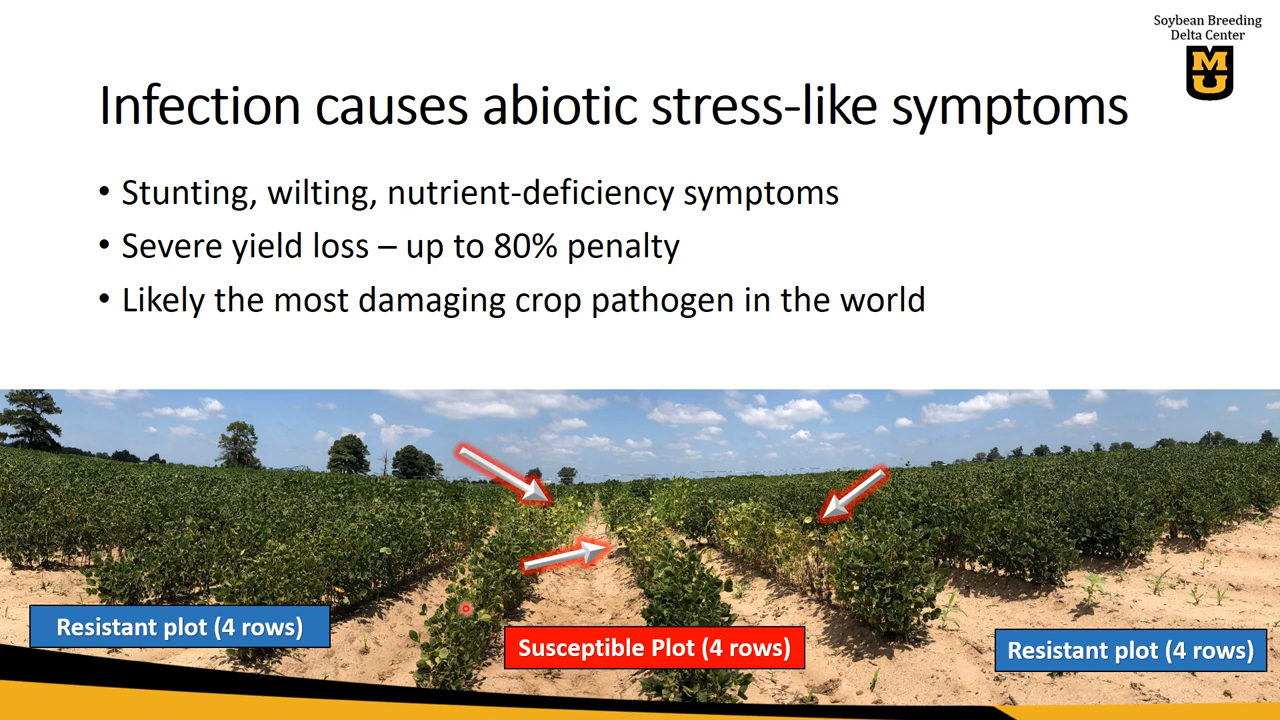 Soybean Breeding
Delta Center
MU
Infection causes abiotic stress-like symptoms
• Stunting, wilting, nutrient-deficiency symptoms
• Severe yield loss – up to 80% penalty
• Likely the most damaging crop pathogen in the world
Resistant plot (4 rows)
Susceptible Plot (4 rows)
Resistant plot (4 rows)